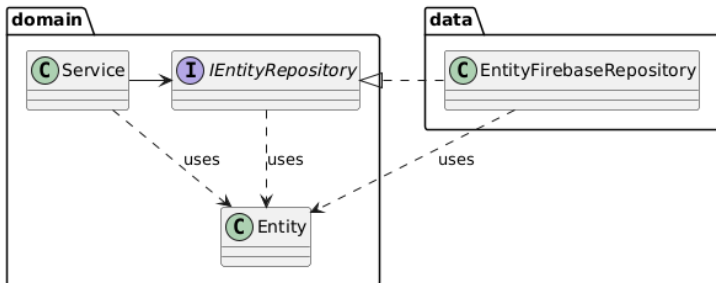 domain
data
C Service
I IEntityRepository
C EntityFirebaseRepository
uses
uses
uses
C Entity